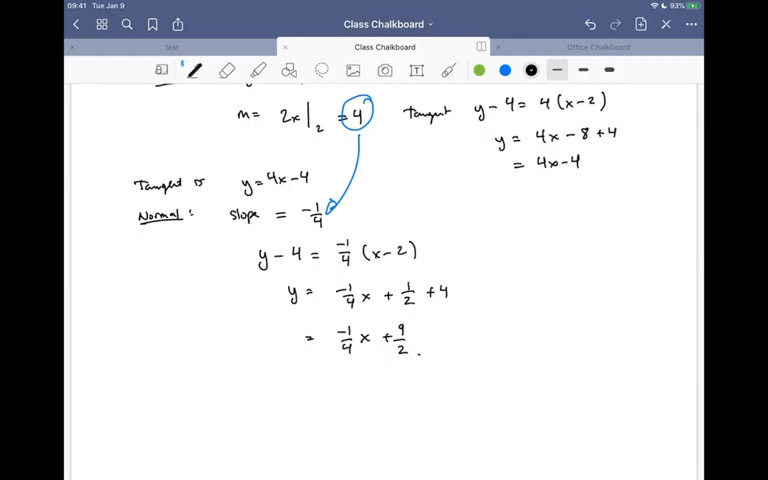 09:41 Tue Jan 9
93%
Class Chalkboard
test
Class Chalkboard
Office Chalkboard
m = 2x|₂ = 4
Tangent y - 4 = 4(x - 2)
y = 4x - 8 + 4
= 4x - 4
Tanght is y = 4x - 4
Normal: slope = -1/4
y - 4 = -1/4 (x - 2)
y = -1/4 x + 1/2 + 4
= -1/4 x + 9/2 .